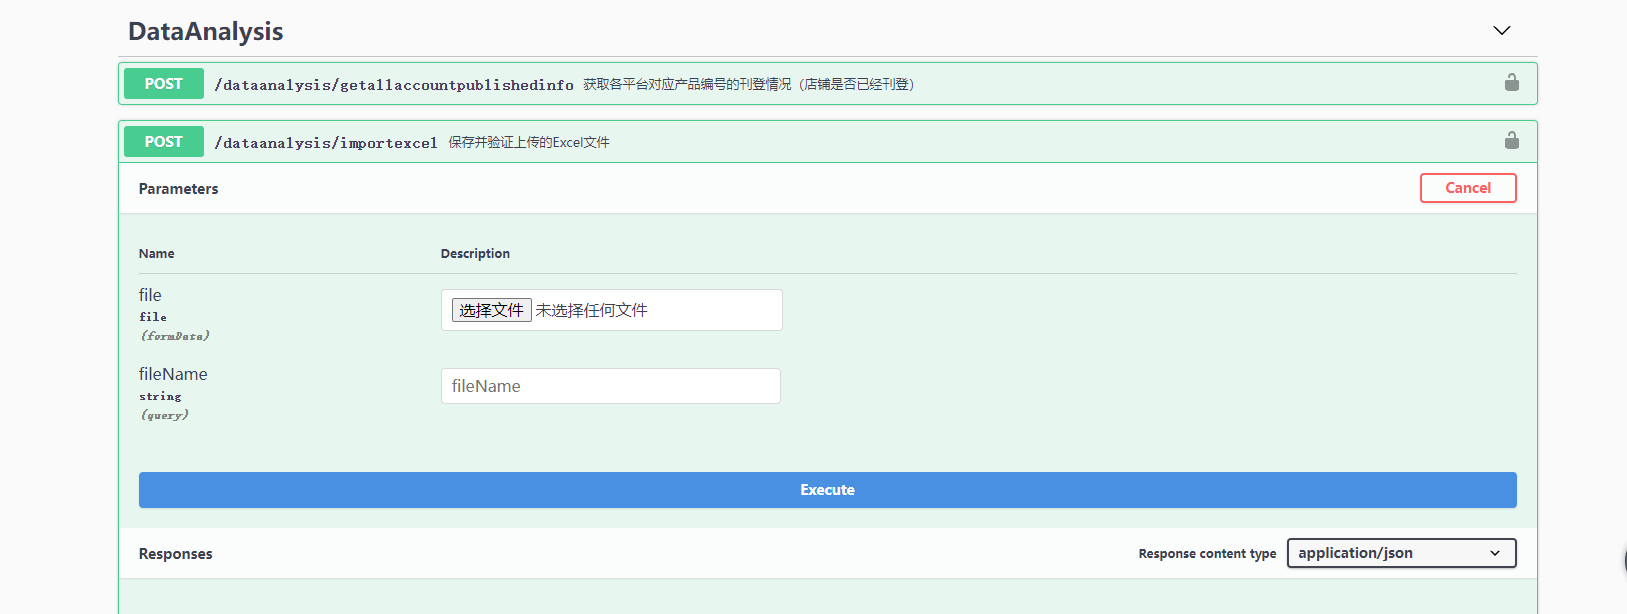 DataAnalysis
POST /dataanalysis/getallaccountpublishedinfo 获取各平台对应产品编号的刊登情况（店铺是否已经刊登）
POST /dataanalysis/importexcel 保存并验证上传的Excel文件
Parameters Cancel
Name Description
file
file
(formData)
选择文件 未选择任何文件
fileName
string
(query)
fileName
Execute
Responses Response content type application/json